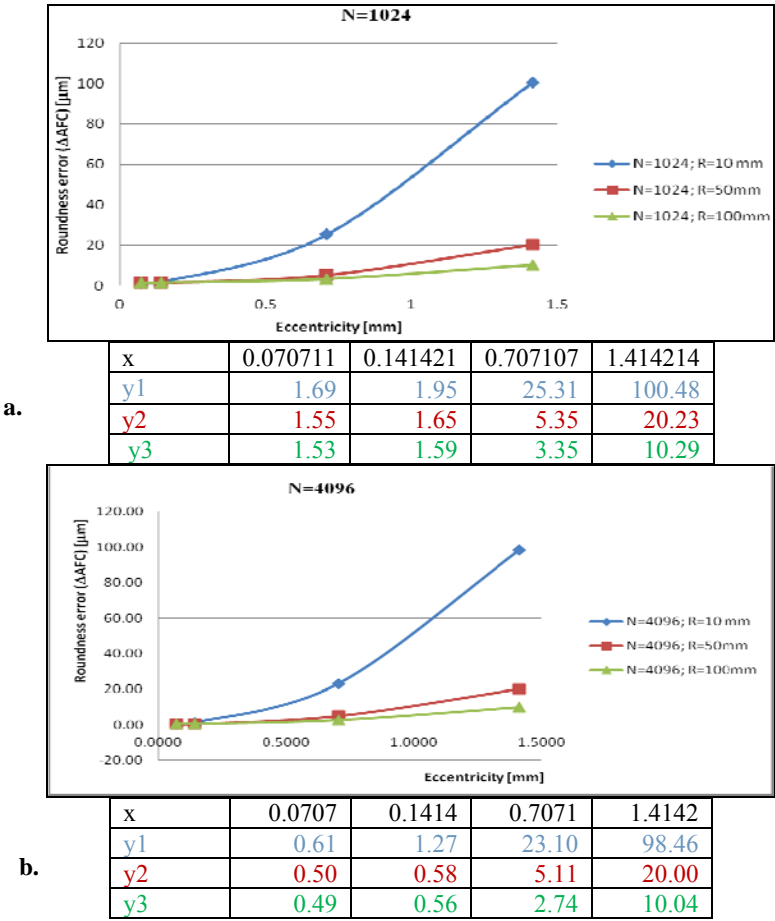 N=1024
120
100
80
60
40
20
0
Roundness error (ΔAFC) [µm]
0 0.5 1 1.5
Eccentricity [mm]
N=1024; R=10 mm
N=1024; R=50mm
N=1024; R=100mm
a.
x 0.070711 0.141421 0.707107 1.414214
y1 1.69 1.95 25.31 100.48
y2 1.55 1.65 5.35 20.23
y3 1.53 1.59 3.35 10.29
N=4096
120.00
100.00
80.00
60.00
40.00
20.00
0.00
-20.00
Roundness error (ΔAFC) [µm]
0.0000 0.5000 1.0000 1.5000
Eccentricity [mm]
N=4096; R=10 mm
N=4096; R=50mm
N=4096; R=100mm
b.
x 0.0707 0.1414 0.7071 1.4142
y1 0.61 1.27 23.10 98.46
y2 0.50 0.58 5.11 20.00
y3 0.49 0.56 2.74 10.04